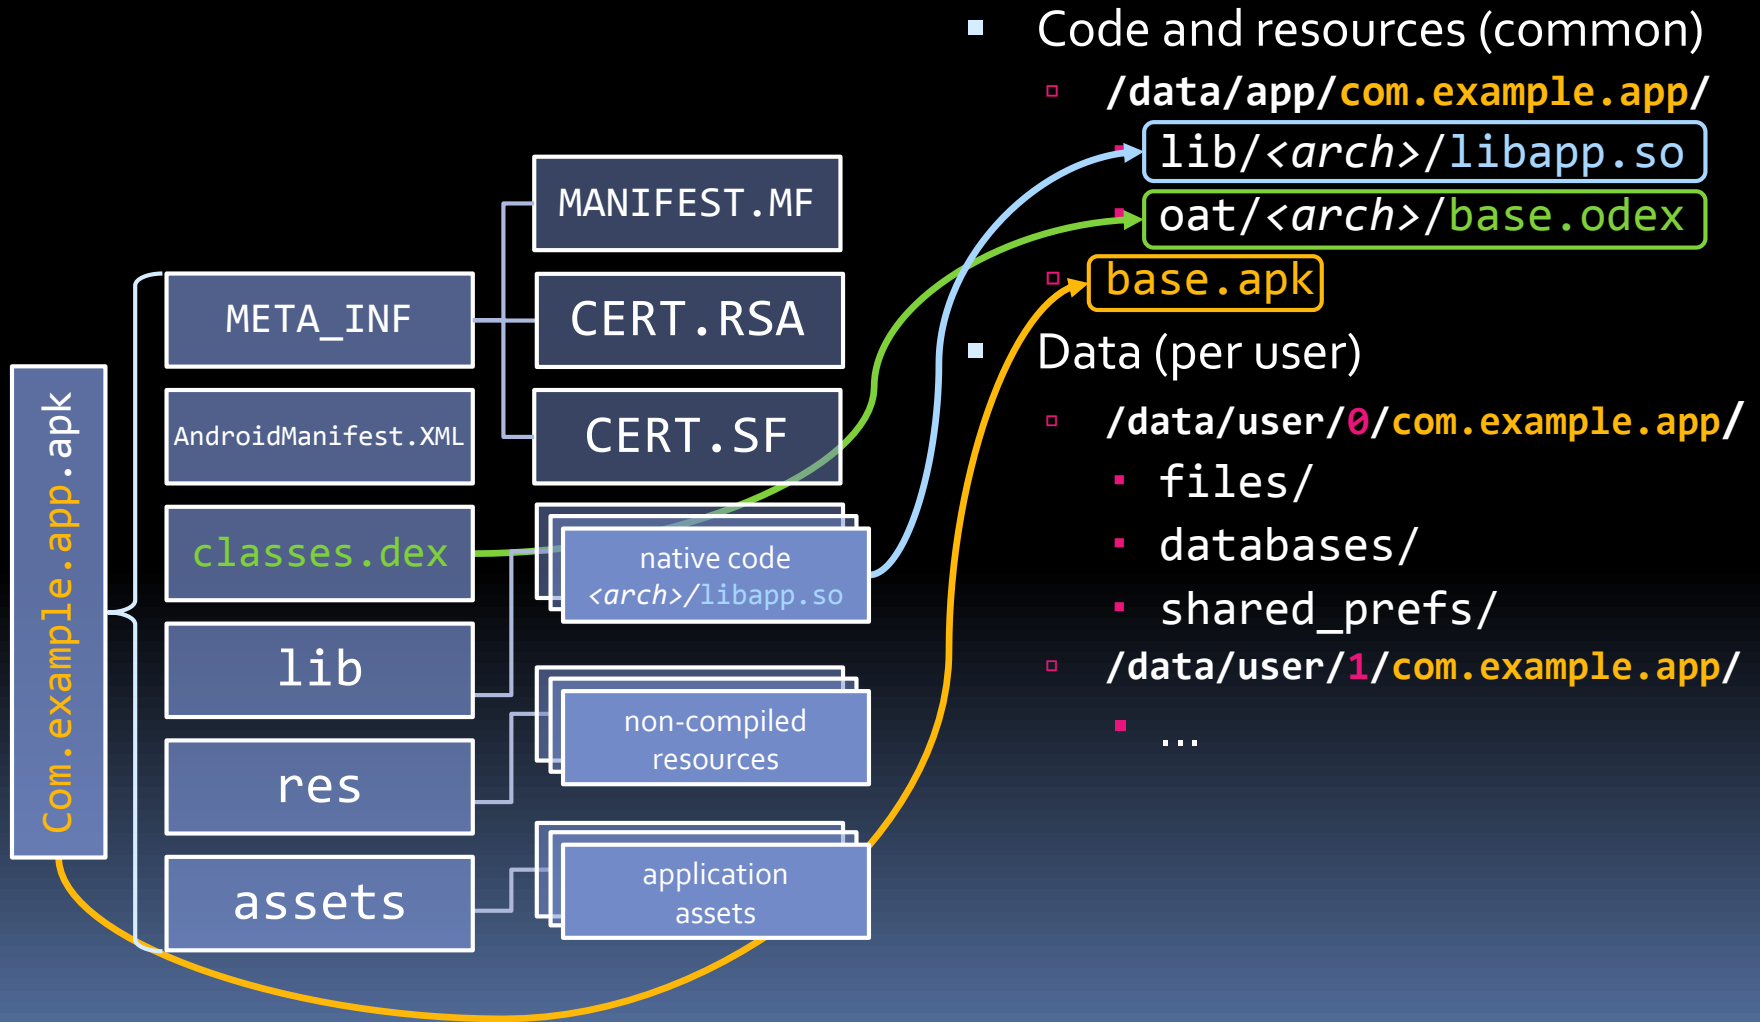 Com.example.app.apk
META_INF
AndroidManifest.XML
classes.dex
lib
res
assets
MANIFEST.MF
CERT.RSA
CERT.SF
native code
<arch>/libapp.so
non-compiled
resources
application
assets
Code and resources (common)
/data/app/com.example.app/
lib/<arch>/libapp.so
oat/<arch>/base.odex
base.apk
Data (per user)
/data/user/0/com.example.app/
files/
databases/
shared_prefs/
/data/user/1/com.example.app/
...